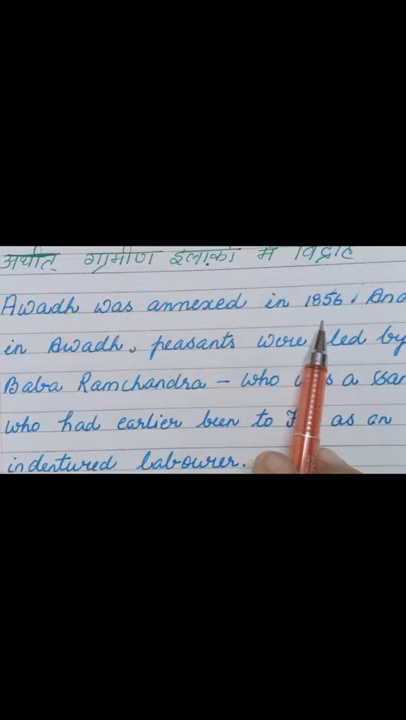 अर्थात् ग्रामीण इलाकों में विद्रोह
Awadh was annexed in 1856. And
in Awadh, peasants were led by
Baba Ramchandra - who a
who had earlier been to as an
indentured labourer.